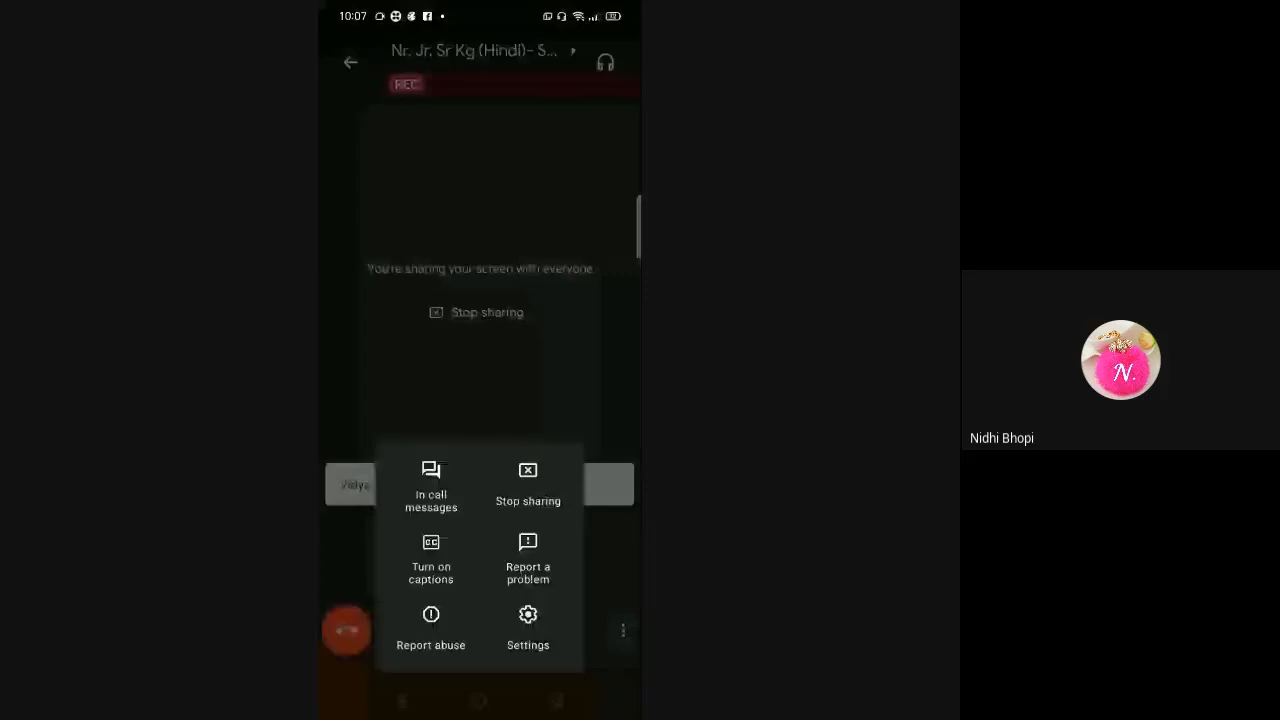 10:07
Nr. Jr. Sr Kg (Hindi)- S...
REC
You're sharing your screen with everyone
Stop sharing
Vidya
In call messages
Stop sharing
Turn on captions
Report a problem
Report abuse
Settings
N.
Nidhi Bhopi